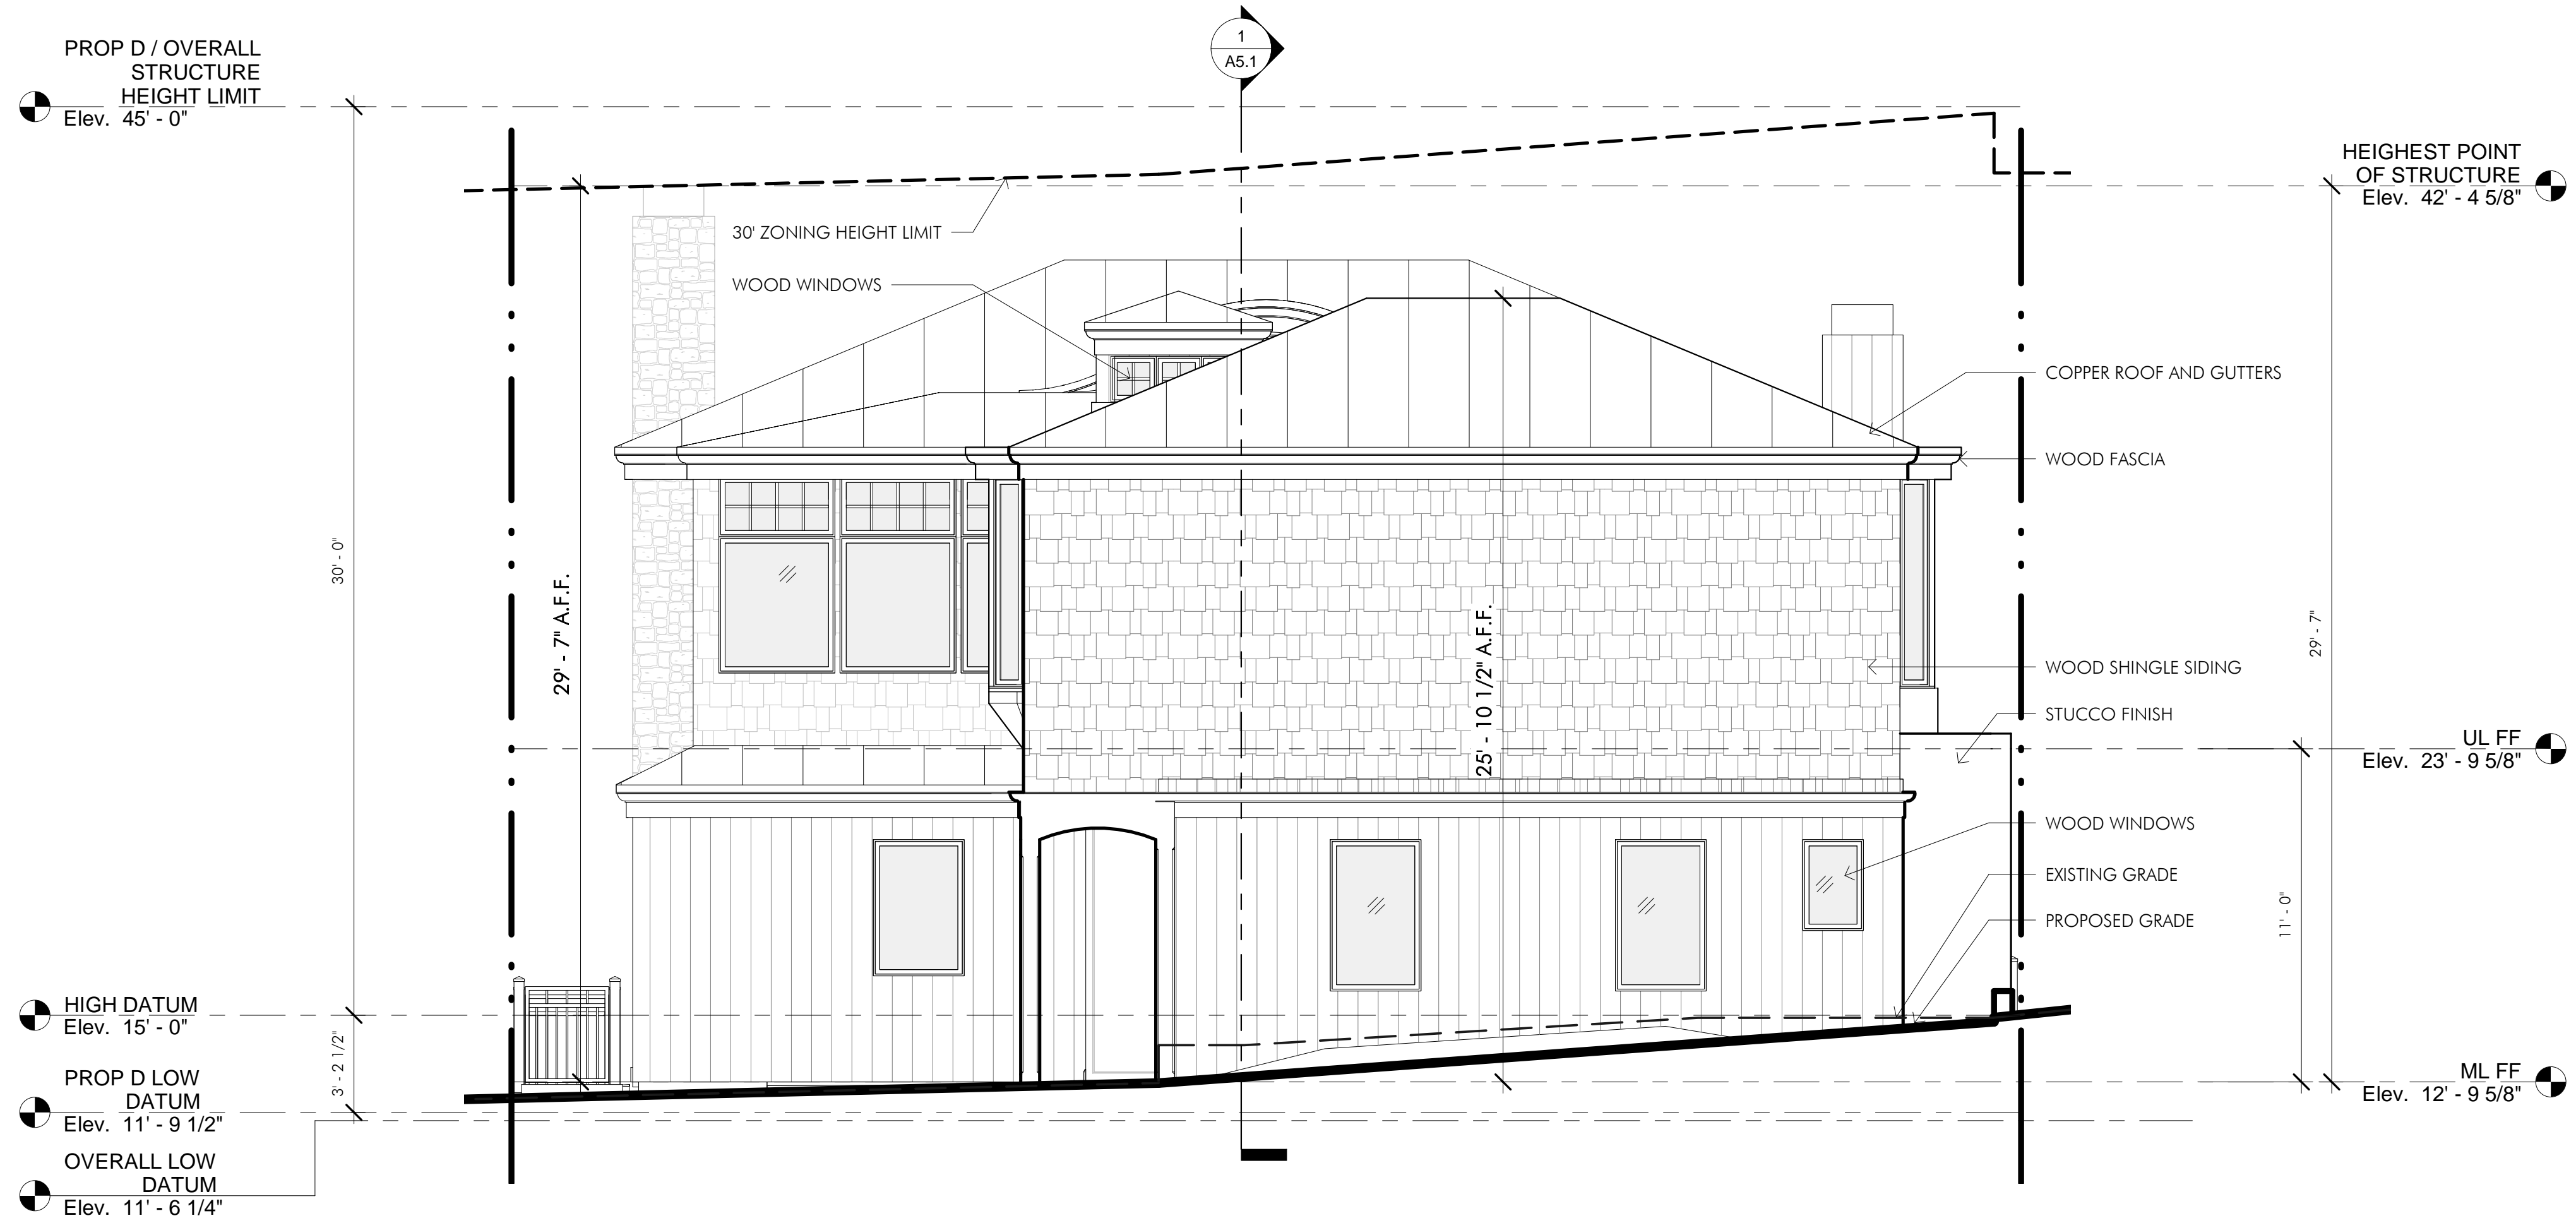 1
A5.1
PROP D / OVERALL
STRUCTURE
HEIGHT LIMIT
Elev. 45' - 0"
HEIGHEST POINT
OF STRUCTURE
Elev. 42' - 4 5/8"
30' ZONING HEIGHT LIMIT
WOOD WINDOWS
COPPER ROOF AND GUTTERS
WOOD FASCIA
30' - 0"
29' - 7" A.F.F.
25' - 10 1/2" A.F.F.
29' - 7"
WOOD SHINGLE SIDING
STUCCO FINISH
UL FF
Elev. 23' - 9 5/8"
WOOD WINDOWS
EXISTING GRADE
PROPOSED GRADE
11' - 0"
HIGH DATUM
Elev. 15' - 0"
3' - 2 1/2"
PROP D LOW
DATUM
Elev. 11' - 9 1/2"
ML FF
Elev. 12' - 9 5/8"
OVERALL LOW
DATUM
Elev. 11' - 6 1/4"